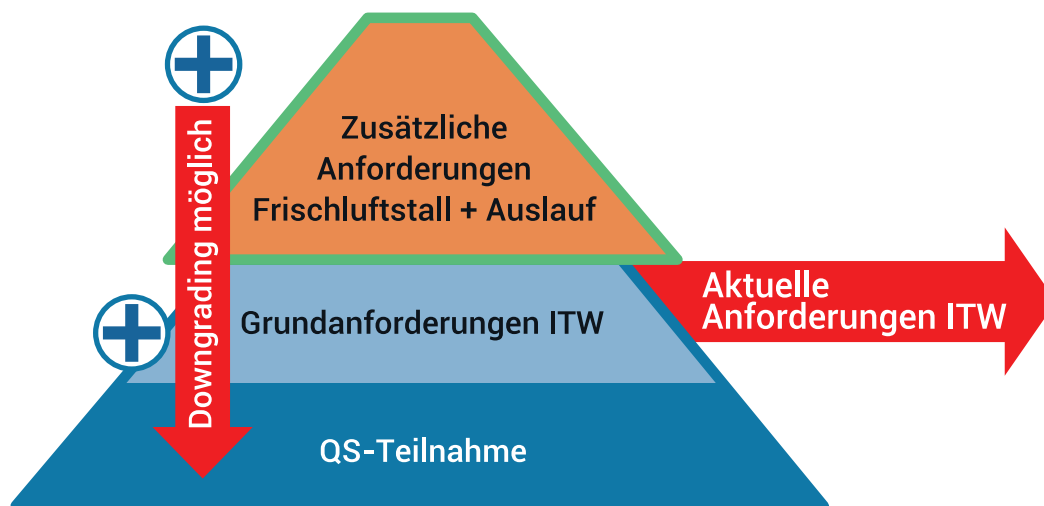 Zusätzliche
Anforderungen
Frischluftstall + Auslauf
Downgrading möglich
Aktuelle
Anforderungen ITW
Grundanforderungen ITW
QS-Teilnahme